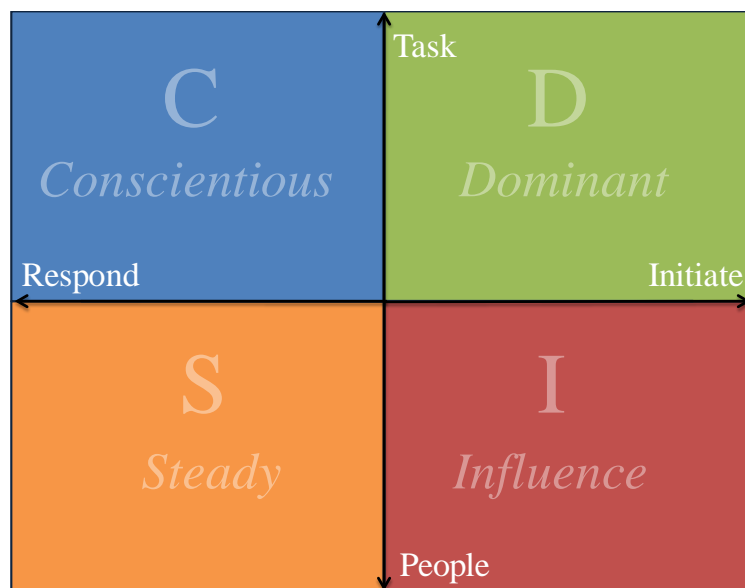 Task
C
D
Conscientious
Dominant
Respond
Initiate
S
I
Steady
Influence
People